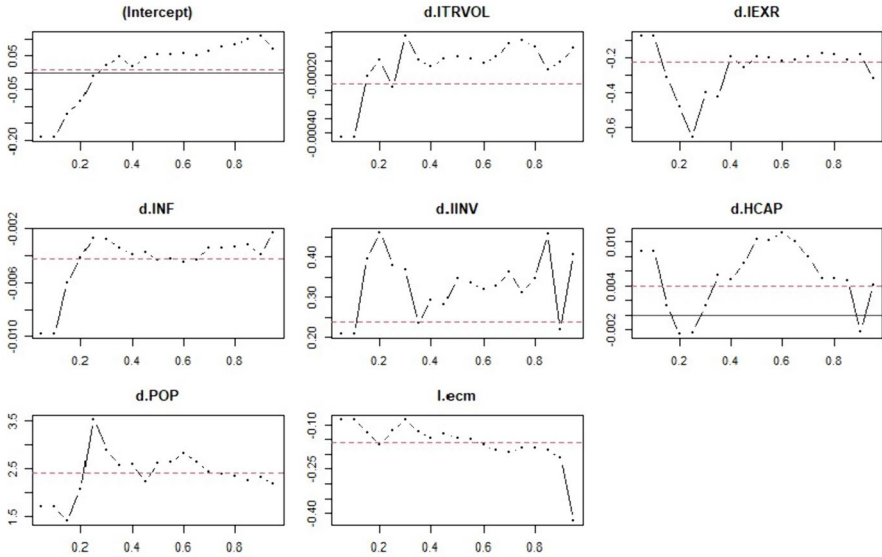 (Intercept) d.lTRVOL d.lEXR
0.05 -0.05 -0.20
-0.00020 -0.00040
-0.2 -0.6
0.2 0.4 0.6 0.8 0.2 0.4 0.6 0.8 0.2 0.4 0.6 0.8
d.INF d.lINV d.HCAP
-0.002 -0.006 -0.010
0.40 0.30 0.20
0.010 0.004 -0.002
0.2 0.4 0.6 0.8 0.2 0.4 0.6 0.8 0.2 0.4 0.6 0.8
d.POP l.ecm
3.5 2.5 1.5
-0.10 -0.25 -0.40
0.2 0.4 0.6 0.8 0.2 0.4 0.6 0.8